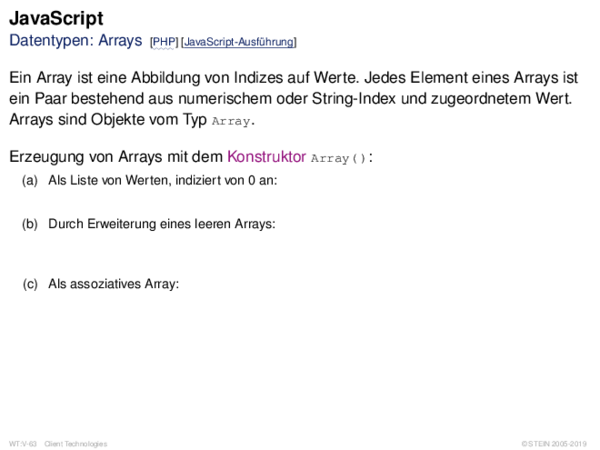 JavaScript
Datentypen: Arrays [PHP] [JavaScript-Ausführung]
Ein Array ist eine Abbildung von Indizes auf Werte. Jedes Element eines Arrays ist
ein Paar bestehend aus numerischem oder String-Index und zugeordnetem Wert.
Arrays sind Objekte vom Typ Array.
Erzeugung von Arrays mit dem Konstruktor Array():
(a) Als Liste von Werten, indiziert von 0 an:
(b) Durch Erweiterung eines leeren Arrays:
(c) Als assoziatives Array:
WT:V-63 Client Technologies © STEIN 2005-2019